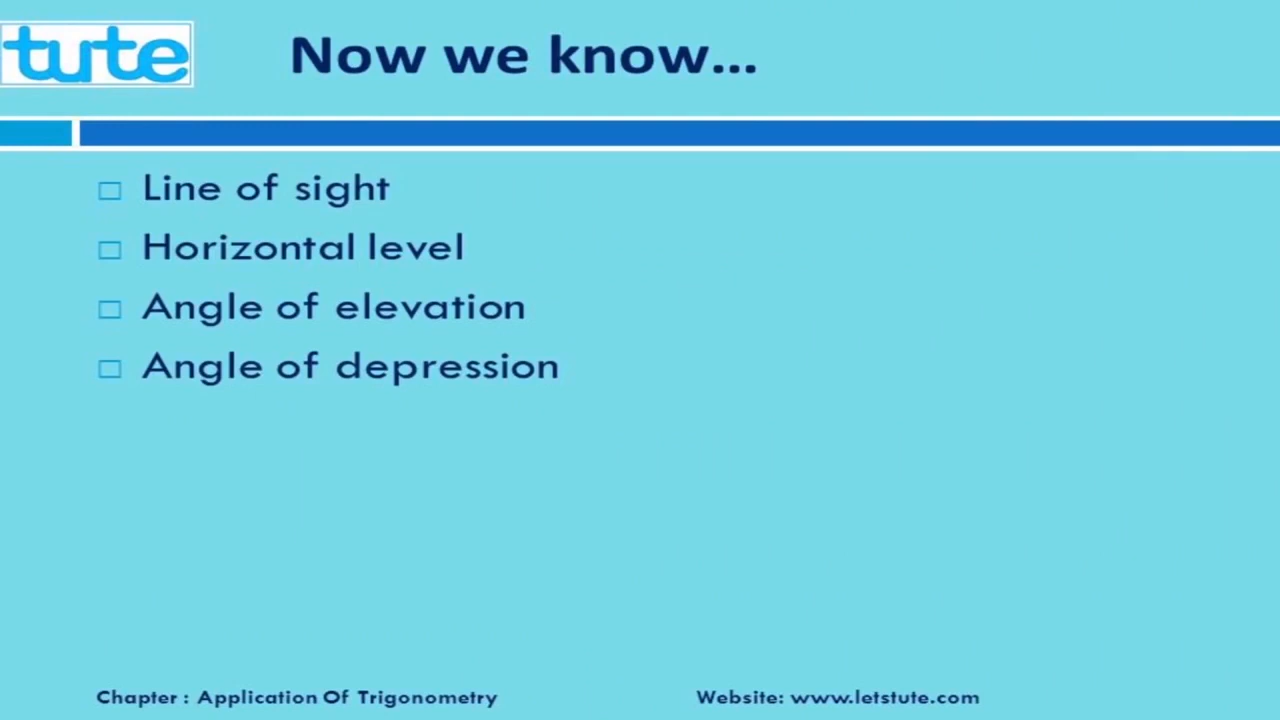 tute
Now we know...
Line of sight
Horizontal level
Angle of elevation
Angle of depression
Chapter : Application Of Trigonometry
Website: www.letstute.com